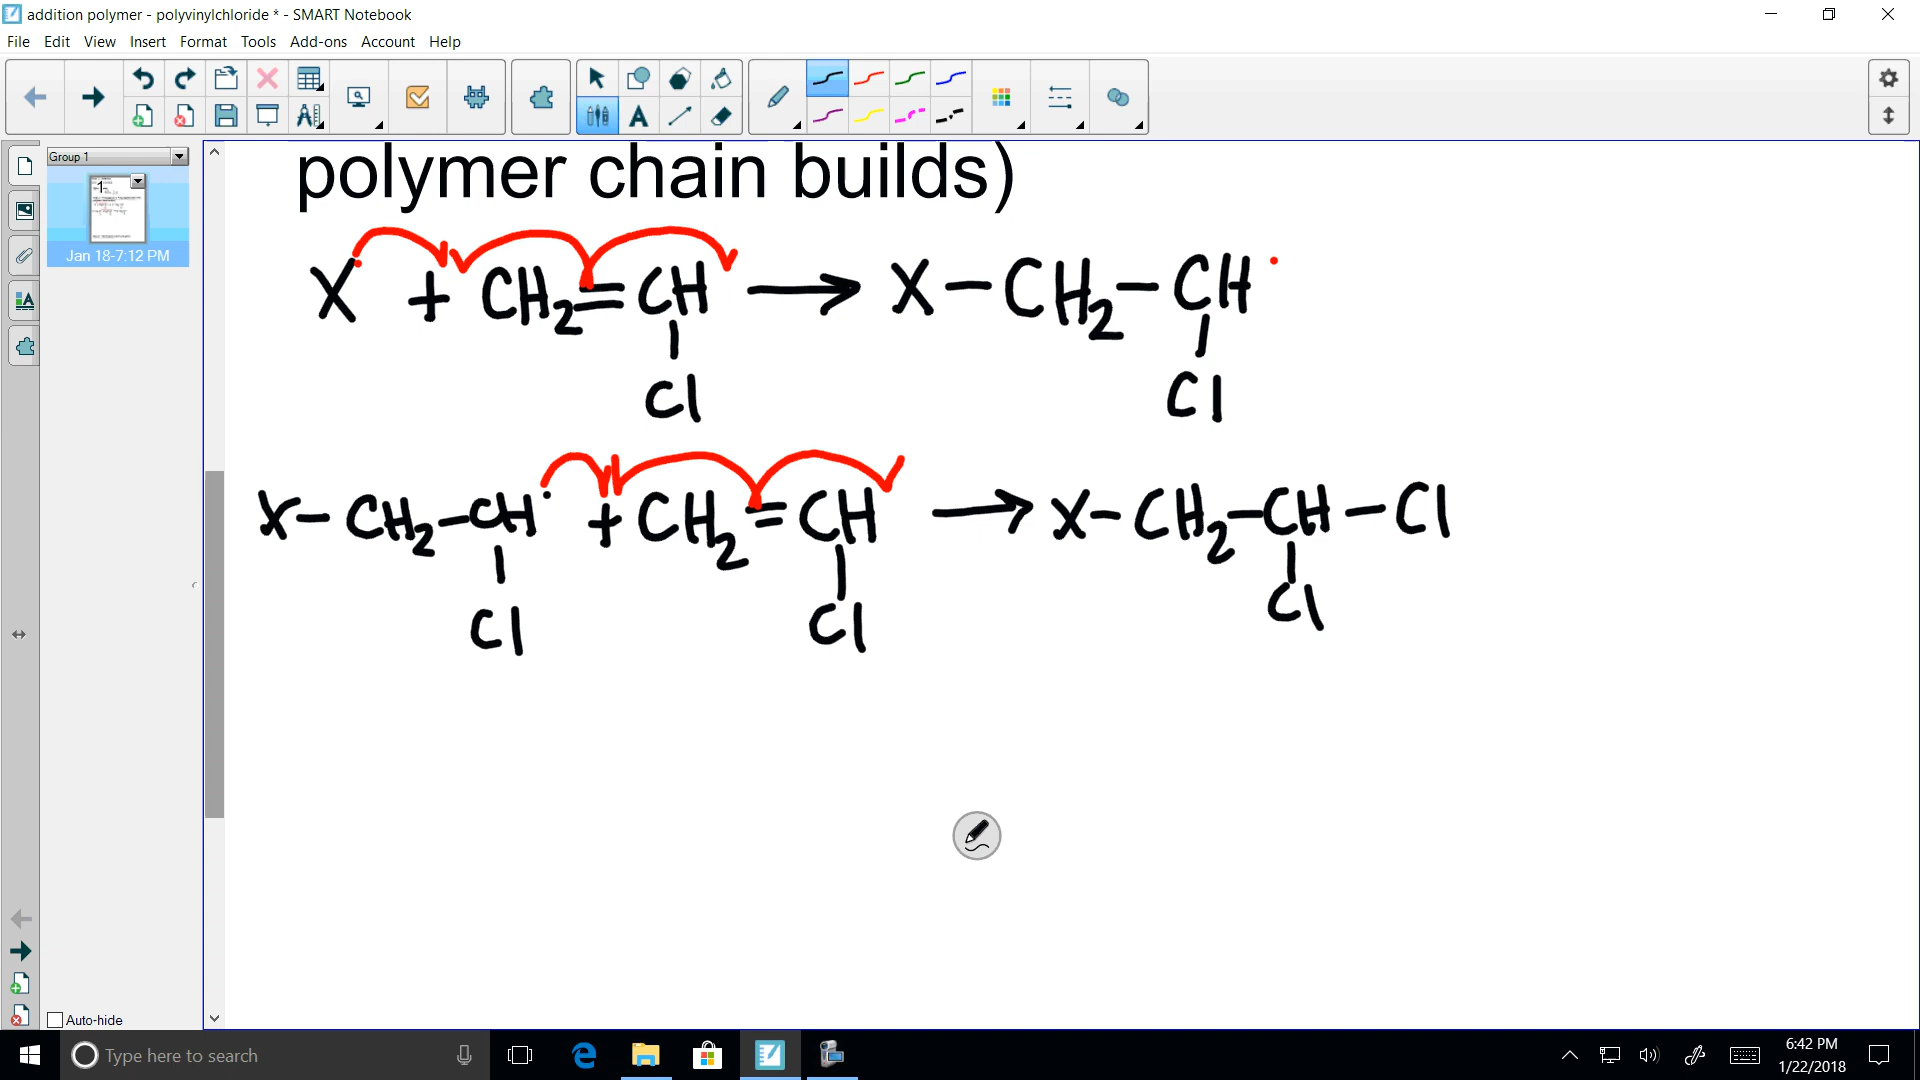 addition polymer - polyvinylchloride * - SMART Notebook
File Edit View Insert Format Tools Add-ons Account Help
Group 1
1
Jan 18-7:12 PM
polymer chain builds)
X• + CH₂=CH → X-CH₂-CH•
Cl Cl
X-CH₂-CH• + CH₂=CH → X-CH₂-CH-Cl
Cl Cl Cl
Auto-hide
Type here to search
6:42 PM
1/22/2018